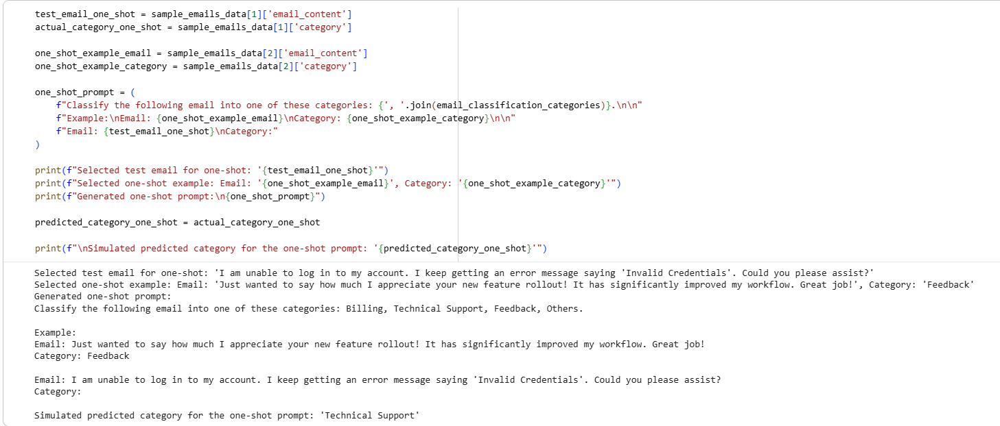 test_email_one_shot = sample_emails_data[1]['email_content']
actual_category_one_shot = sample_emails_data[1]['category']
one_shot_example_email = sample_emails_data[2]['email_content']
one_shot_example_category = sample_emails_data[2]['category']
one_shot_prompt = (
    f"Classify the following email into one of these categories: {', '.join(email_classification_categories)}.\n\n"
    f"Example:\nEmail: {one_shot_example_email}\nCategory: {one_shot_example_category}\n\n"
    f"Email: {test_email_one_shot}\nCategory:"
)
print(f"Selected test email for one-shot: '{test_email_one_shot}'")
print(f"Selected one-shot example: Email: '{one_shot_example_email}', Category: '{one_shot_example_category}'")
print(f"Generated one-shot prompt:\n{one_shot_prompt}")
predicted_category_one_shot = actual_category_one_shot
print(f"\nSimulated predicted category for the one-shot prompt: '{predicted_category_one_shot}'")
Selected test email for one-shot: 'I am unable to log in to my account. I keep getting an error message saying 'Invalid Credentials'. Could you please assist?'
Selected one-shot example: Email: 'Just wanted to say how much I appreciate your new feature rollout! It has significantly improved my workflow. Great job!', Category: 'Feedback'
Generated one-shot prompt:
Classify the following email into one of these categories: Billing, Technical Support, Feedback, Others.
Example:
Email: Just wanted to say how much I appreciate your new feature rollout! It has significantly improved my workflow. Great job!
Category: Feedback
Email: I am unable to log in to my account. I keep getting an error message saying 'Invalid Credentials'. Could you please assist?
Category:
Simulated predicted category for the one-shot prompt: 'Technical Support'